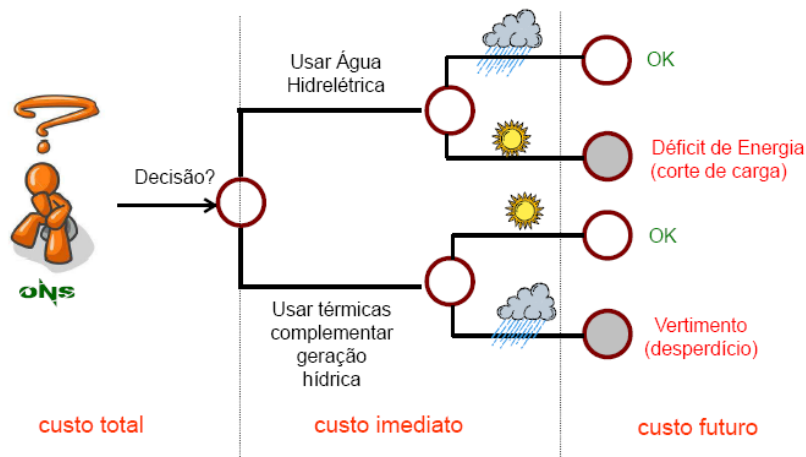 Usar Água
Hidrelétrica
OK
Déficit de Energia
(corte de carga)
Decisão?
OK
ONS
Usar térmicas
complementar
geração
hídrica
Vertimento
(desperdício)
custo total
custo imediato
custo futuro